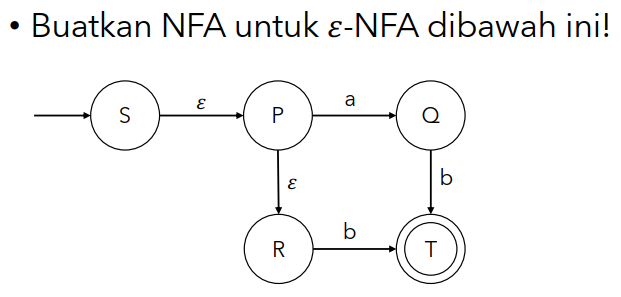 • Buatkan NFA untuk ε-NFA dibawah ini!
S ε P a Q
ε b
R b T